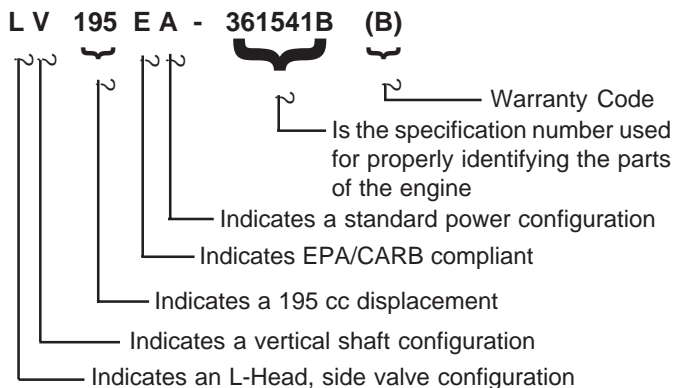 L V 195 E A - 361541B (B)
Warranty Code
Is the specification number used
for properly identifying the parts
of the engine
Indicates a standard power configuration
Indicates EPA/CARB compliant
Indicates a 195 cc displacement
Indicates a vertical shaft configuration
Indicates an L-Head, side valve configuration